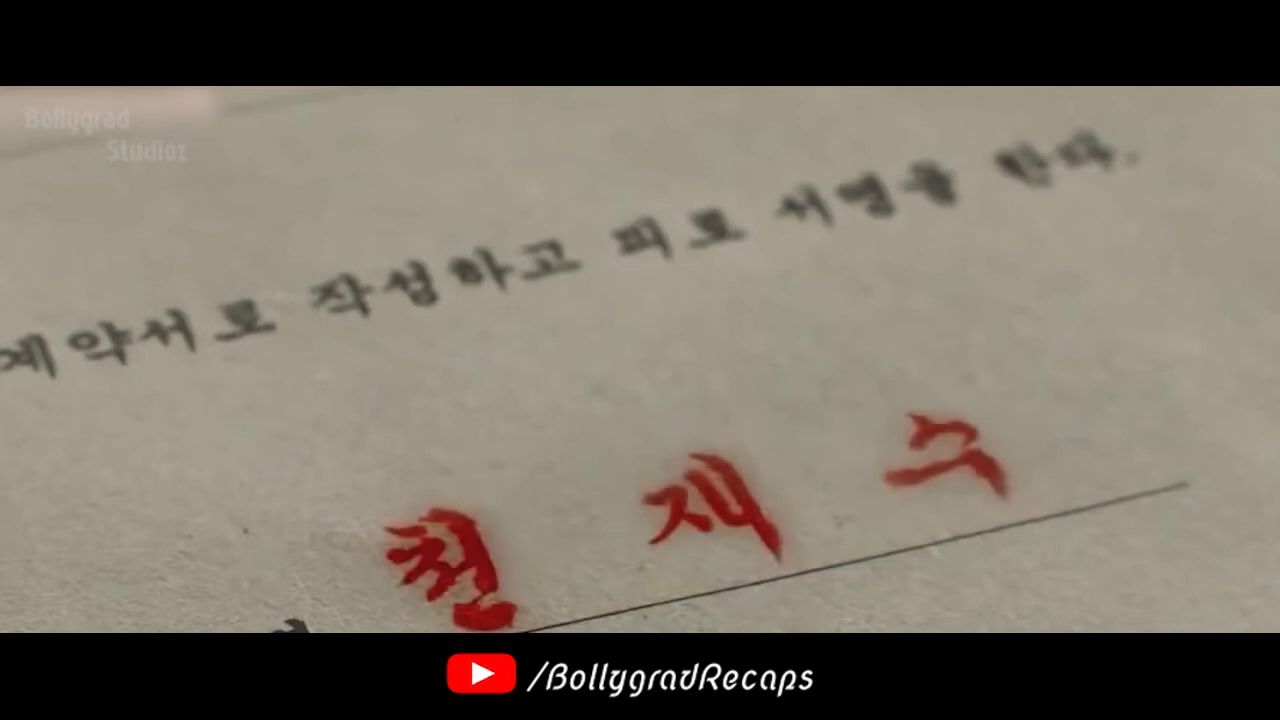 Bollygrad
Studioz
계약서로 작성하고 피로 서명을 한다.
천재수
/BollygradRecaps